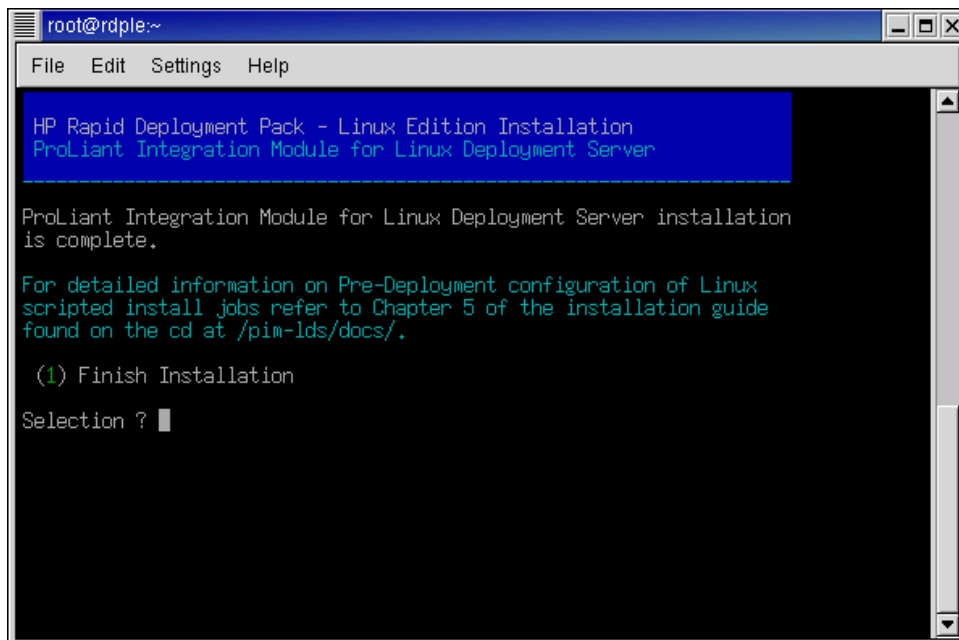 root@rdple:~
File Edit Settings Help
HP Rapid Deployment Pack - Linux Edition Installation
ProLiant Integration Module for Linux Deployment Server
ProLiant Integration Module for Linux Deployment Server installation
is complete.
For detailed information on Pre-Deployment configuration of Linux
scripted install jobs refer to Chapter 5 of the installation guide
found on the cd at /pim-lds/docs/.
(1) Finish Installation
Selection ?